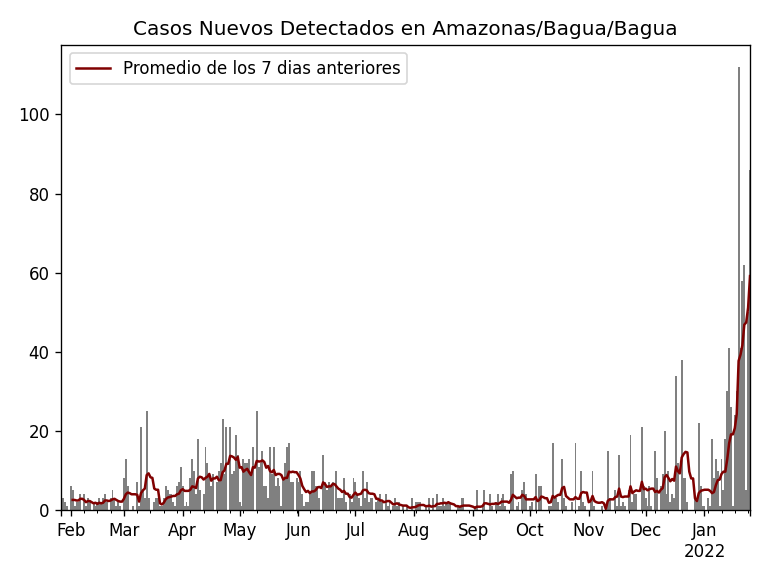 Casos Nuevos Detectados en Amazonas/Bagua/Bagua
Promedio de los 7 dias anteriores
100
80
60
40
20
0
Feb Mar Apr May Jun Jul Aug Sep Oct Nov Dec Jan
2022